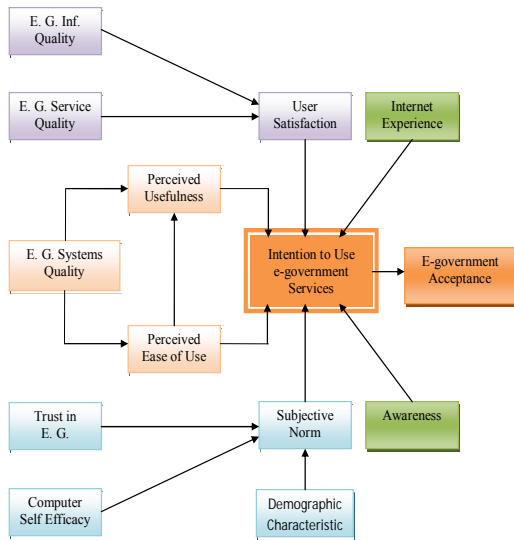 E. G. Inf.
Quality
E. G. Service
Quality
User
Satisfaction
Internet
Experience
Perceived
Usefulness
E. G. Systems
Quality
Intention to Use
e-government
Services
E-government
Acceptance
Perceived
Ease of Use
Trust in
E. G.
Subjective
Norm
Awareness
Computer
Self Efficacy
Demographic
Characteristic